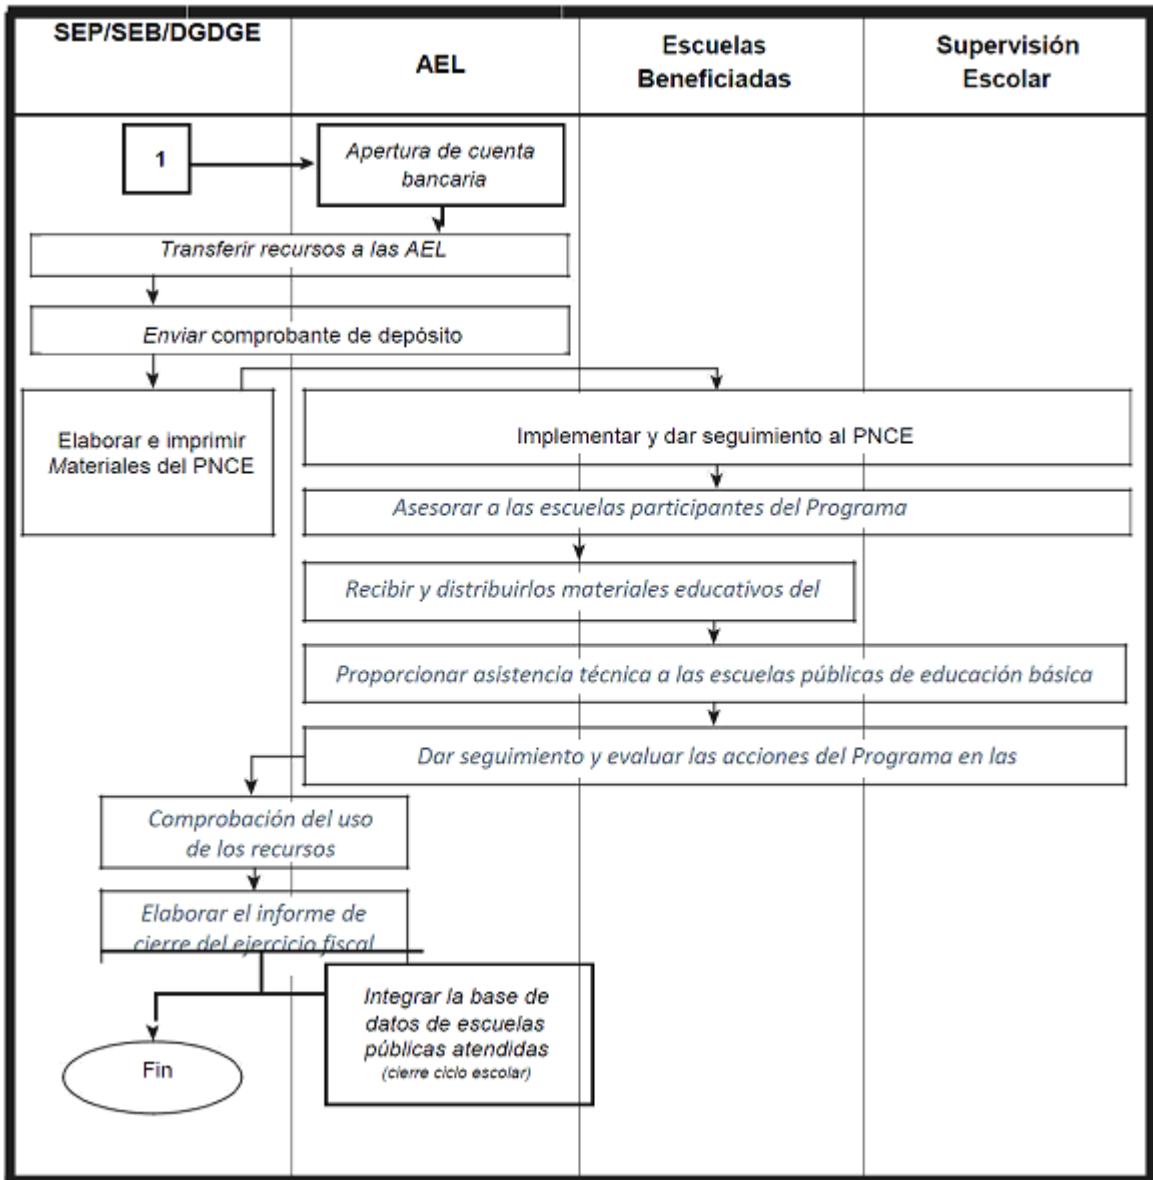 SEP/SEB/DGDGE
AEL
Escuelas
Beneficiadas
Supervisión
Escolar
1
Apertura de cuenta
bancaria
Transferir recursos a las AEL
Enviar comprobante de depósito
Elaborar e imprimir
Materiales del PNCE
Implementar y dar seguimiento al PNCE
Asesorar a las escuelas participantes del Programa
Recibir y distribuirlos materiales educativos del
Proporcionar asistencia técnica a las escuelas públicas de educación básica
Dar seguimiento y evaluar las acciones del Programa en las
Comprobación del uso
de los recursos
Elaborar el informe de
cierre del ejercicio fiscal
Integrar la base de
datos de escuelas
públicas atendidas
(cierre ciclo escolar)
Fin